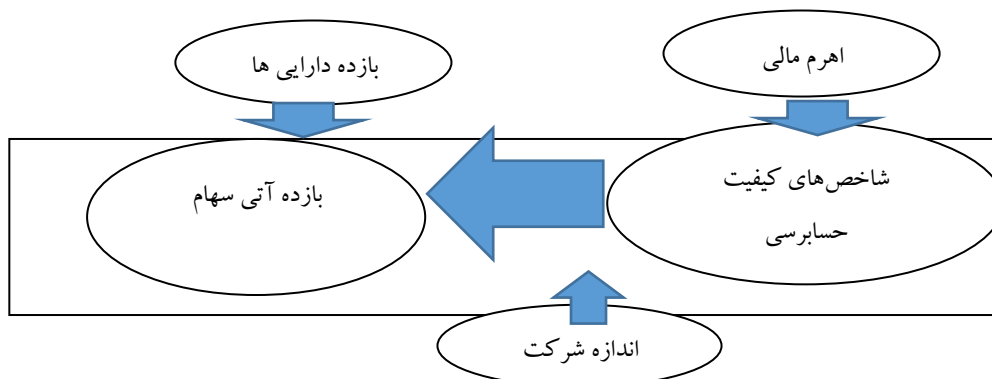 اهرم مالی
بازده دارایی ها
شاخص‌های کیفیت
حسابرسی
بازده آتی سهام
اندازه شرکت